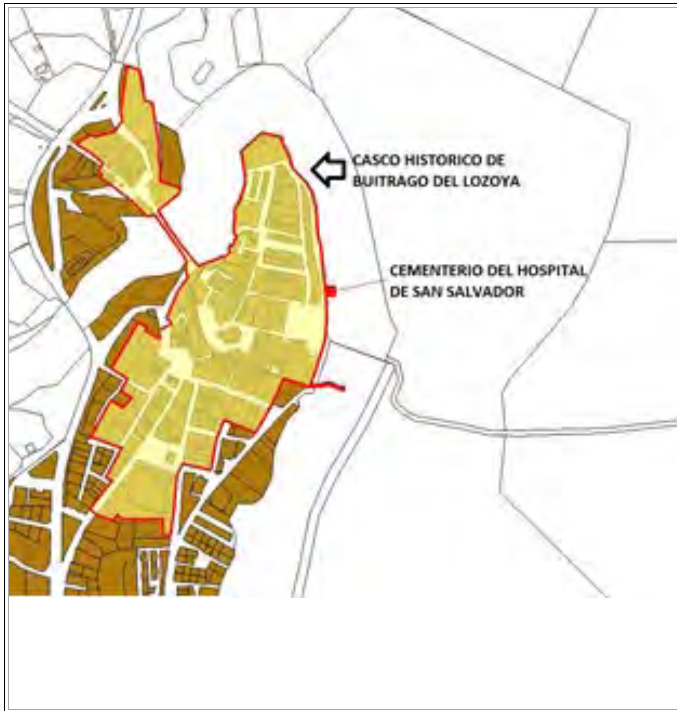 CASCO HISTORICO DE
BUITRAGO DEL LOZOYA
CEMENTERIO DEL HOSPITAL
DE SAN SALVADOR